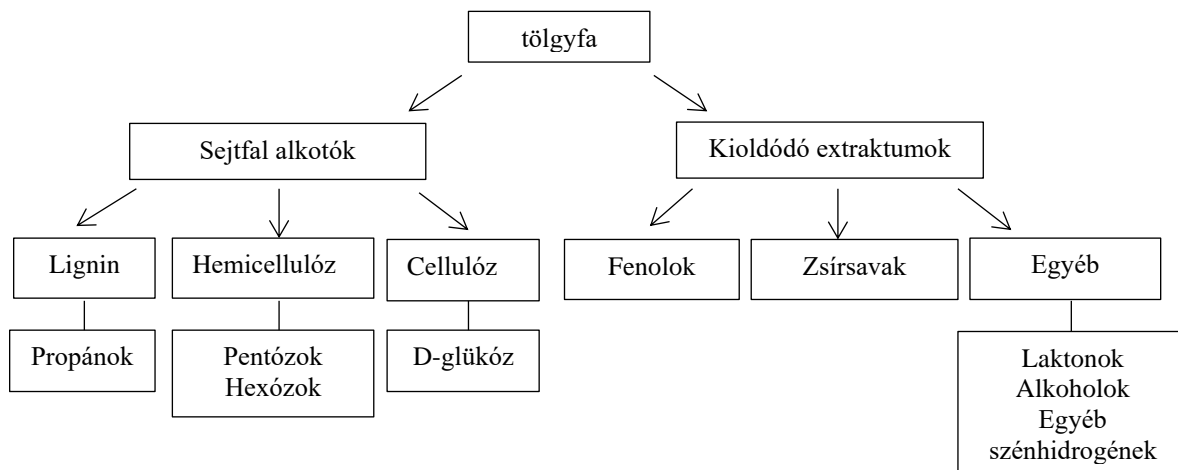 tölgyfa
Sejtfal alkotók
Kioldódó extraktumok
Lignin
Hemicellulóz
Cellulóz
Fenolok
Zsírsavak
Egyéb
Propánok
Pentózok
Hexózok
D-glükóz
Laktonok
Alkoholok
Egyéb
szénhidrogének